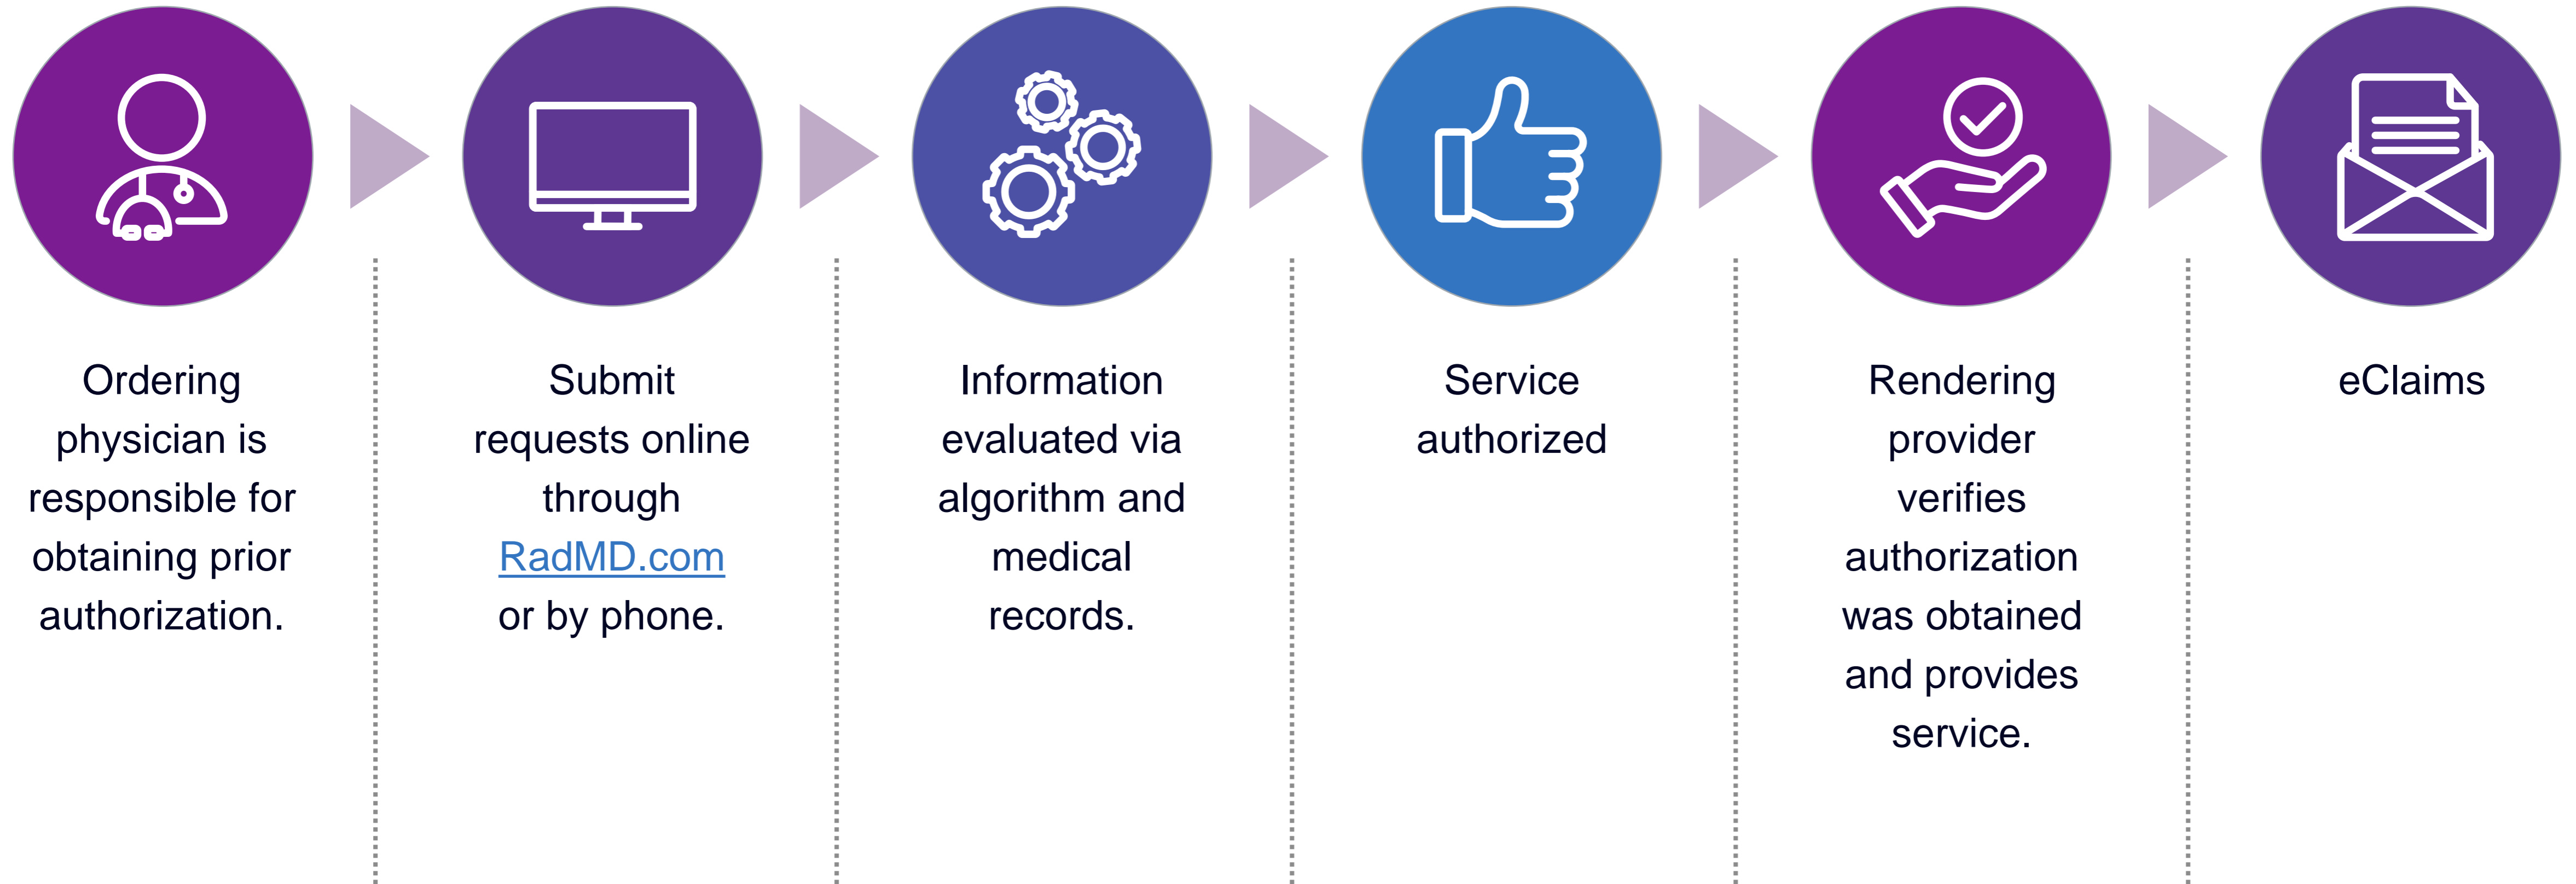 Ordering
physician is
responsible for
obtaining prior
authorization.
Submit
requests online
through
RadMD.com
or by phone.
Information
evaluated via
algorithm and
medical
records.
Service
authorized
Rendering
provider
verifies
authorization
was obtained
and provides
service.
eClaims